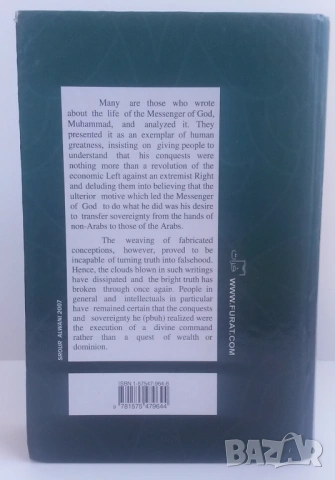 Many are those who wrote
about the life of the Messenger of God,
Muhammad, and analyzed it. They
presented it as an exemplar of human
greatness, insisting on giving people to
understand that his conquests were
nothing more than a revolution of the
economic Left against an extremist Right
and deluding them into believing that the
ulterior motive which led the Messenger
of God to do what he did was his desire
to transfer sovereignty from the hands of
non-Arabs to those of the Arabs.
The weaving of fabricated
conceptions, however, proved to be
incapable of turning truth into falsehood.
Hence, the clouds blown in such writings
have dissipated and the bright truth has
broken through once again. People in
general and intellectuals in particular
have remained certain that the conquests
and sovereignty he (pbuh) realized were
the execution of a divine command
rather than a quest of wealth or
dominion.
SROUR ALWANI 2007
فرات
WWW.FURAT.COM
9 781575 479644
BAZAR